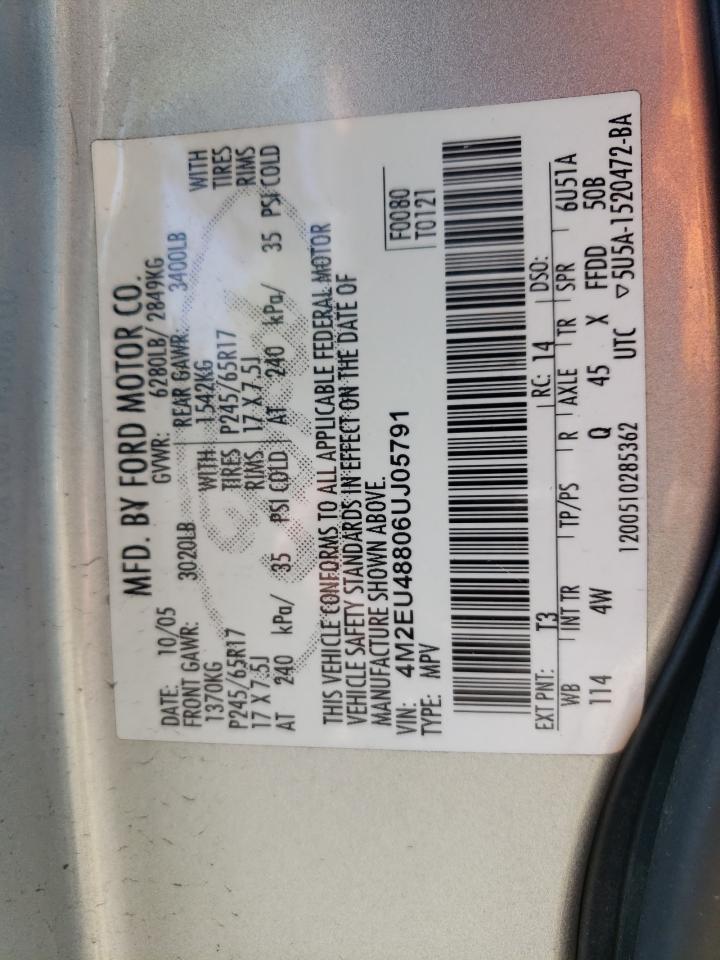 MFD. BY FORD MOTOR CO.
DATE: 10/05 GVWR: 6280LB/ 2849KG
FRONT GAWR: 3020LB REAR GAWR: 3400LB
1370KG WITH 1542KG WITH
P245/65R17 TIRES P245/65R17 TIRES
17 X 7.5J RIMS 17 X 7.5J RIMS
AT 240 kPa/ 35 PSI COLD AT 240 kPa/ 35 PSI COLD
THIS VEHICLE CONFORMS TO ALL APPLICABLE FEDERAL MOTOR
VEHICLE SAFETY STANDARDS IN EFFECT ON THE DATE OF
MANUFACTURE SHOWN ABOVE.
VIN: 4M2EU48806UJ05791 F0080
TYPE: MPV T0121
EXT PNT: T3 RC: 14 DSO:
WB INT TR TP/PS R AXLE TR SPR 6U51A
114 4W Q 45 X FFDD 50B
1200510285362 UTC ▽5U5A-1520472-BA